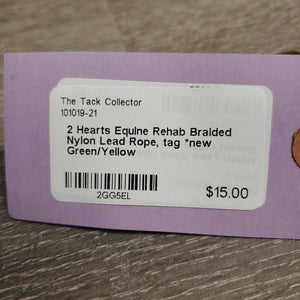 The Tack Collector
101019-21
2 Hearts Equine Rehab Braided
Nylon Lead Rope, tag *new
Green/Yellow
2GG5EL
$15.00